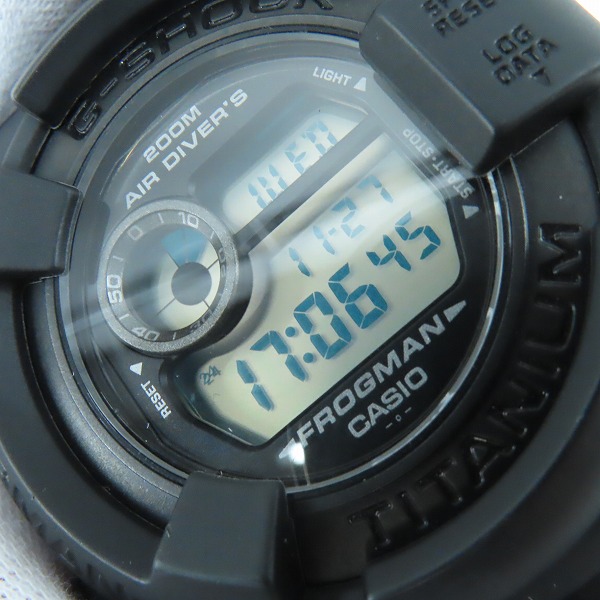 G-SHOCK
200M
AIR DIVER'S
LIGHT
START·STOP
LOG
DATA
RESET
0
10
50
40
WED
11·27
17:06 45
24
FROGMAN
CASIO
TITANIUM